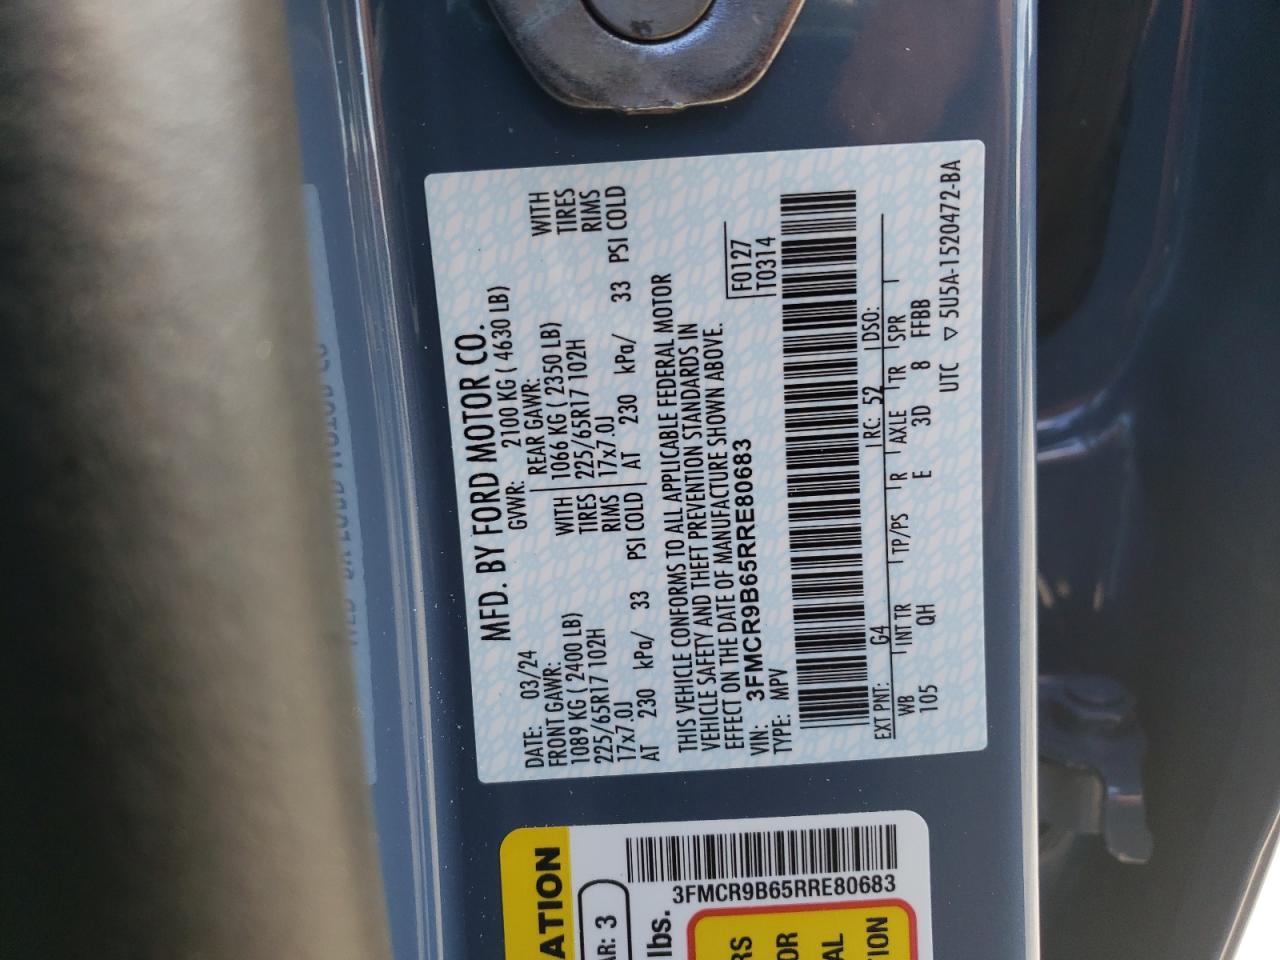 MFD. BY FORD MOTOR CO.
DATE: 03/24 GVWR: 2100 KG ( 4630 LB)
FRONT GAWR: REAR GAWR:
1089 KG ( 2400 LB) WITH 1066 KG ( 2350 LB) WITH
225/65R17 102H TIRES 225/65R17 102H TIRES
17x7.0J RIMS 17x7.0J RIMS
AT 230 kPa/ 33 PSI COLD AT 230 kPa/ 33 PSI COLD
THIS VEHICLE CONFORMS TO ALL APPLICABLE FEDERAL MOTOR
VEHICLE SAFETY AND THEFT PREVENTION STANDARDS IN
EFFECT ON THE DATE OF MANUFACTURE SHOWN ABOVE.
VIN: 3FMCR9B65RRE80683 F0127
TYPE: MPV T0314
EXT PNT: G4 RC: 52 DSO:
WB INT TR TP/PS R AXLE TR SPR
105 QH E 3D 8 FFBB
UTC ▽ 5U5A-1520472-BA
ATION
AR: 3
3FMCR9B65RRE80683
lbs.
RS
OR
AL
ION